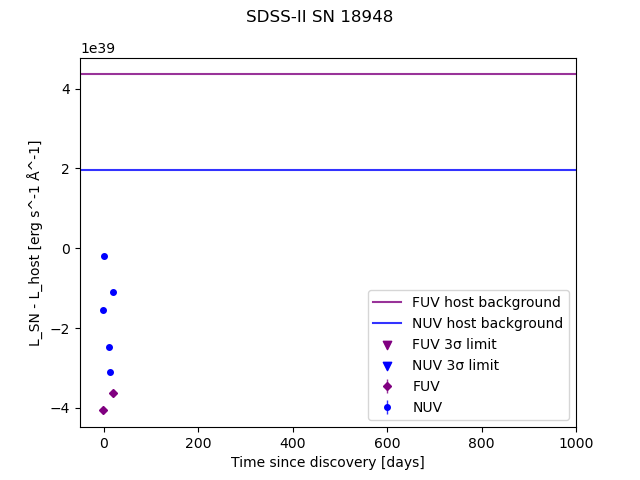 SDSS-II SN 18948
1e39
4
2
0
−2
−4
L_SN - L_host [erg s^-1 Å^-1]
FUV host background
NUV host background
FUV 3σ limit
NUV 3σ limit
FUV
NUV
0 200 400 600 800 1000
Time since discovery [days]